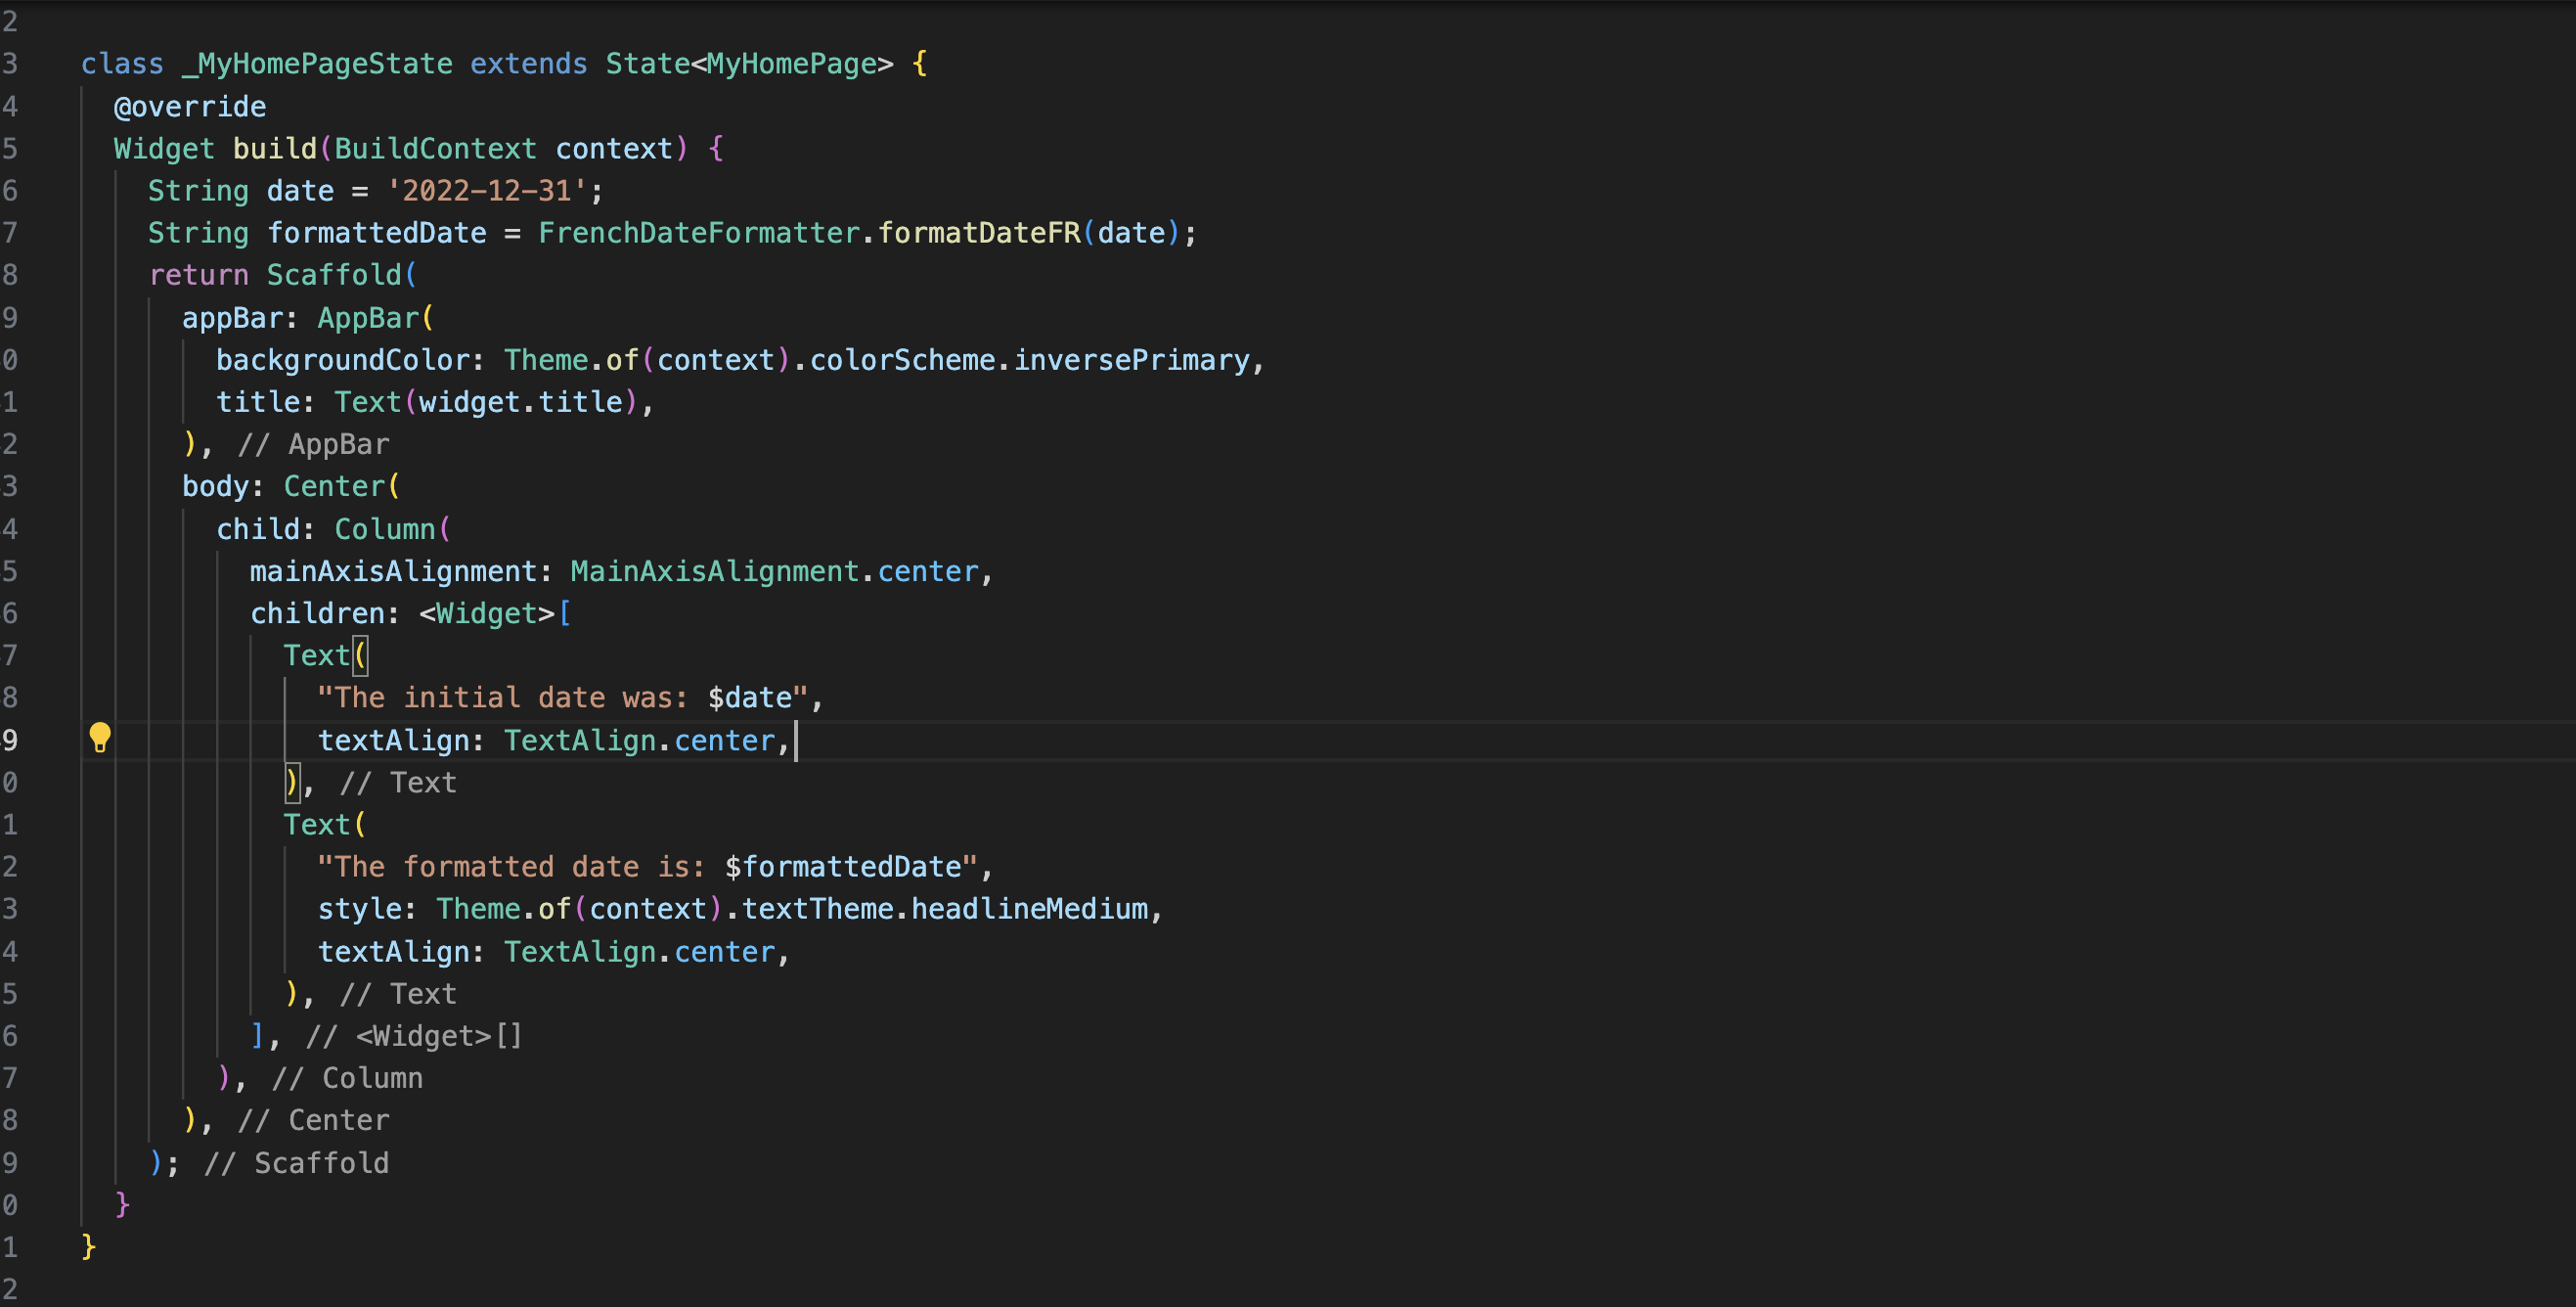 2
3 class _MyHomePageState extends State<MyHomePage> {
4 @override
5 Widget build(BuildContext context) {
6 String date = '2022-12-31';
7 String formattedDate = FrenchDateFormatter.formatDateFR(date);
8 return Scaffold(
9 appBar: AppBar(
0 backgroundColor: Theme.of(context).colorScheme.inversePrimary,
1 title: Text(widget.title),
2 ), // AppBar
3 body: Center(
4 child: Column(
5 mainAxisAlignment: MainAxisAlignment.center,
6 children: <Widget>[
7 Text(
8 "The initial date was: $date",
9 textAlign: TextAlign.center,
0 ), // Text
1 Text(
2 "The formatted date is: $formattedDate",
3 style: Theme.of(context).textTheme.headlineMedium,
4 textAlign: TextAlign.center,
5 ), // Text
6 ], // <Widget>[]
7 ), // Column
8 ), // Center
9 ); // Scaffold
0 }
1 }
2